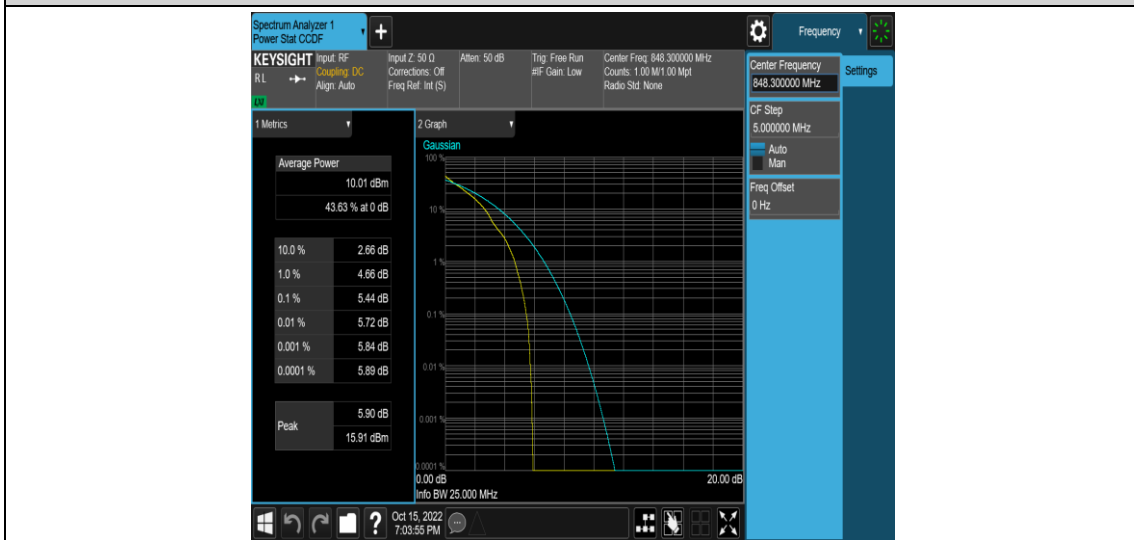 Spectrum Analyzer 1
Power Stat CCDF
+
Frequency
KEYSIGHT
RL
LXI
Input: RF
Coupling: DC
Align: Auto
Input Z: 50 Ω
Corrections: Off
Freq Ref: Int (S)
Atten: 50 dB
Trig: Free Run
#IF Gain: Low
Center Freq: 848.300000 MHz
Counts: 1.00 M/1.00 Mpt
Radio Std: None
Center Frequency
848.300000 MHz
Settings
CF Step
5.000000 MHz
Auto
Man
Freq Offset
0 Hz
1 Metrics
Average Power
10.01 dBm
43.63 % at 0 dB
10.0 % 2.66 dB
1.0 % 4.66 dB
0.1 % 5.44 dB
0.01 % 5.72 dB
0.001 % 5.84 dB
0.0001 % 5.89 dB
Peak 5.90 dB
15.91 dBm
2 Graph
Gaussian
100 %
10 %
1 %
0.1 %
0.01 %
0.001 %
0.0001 %
0.00 dB 20.00 dB
Info BW 25.000 MHz
?
Oct 15, 2022
7:03:55 PM